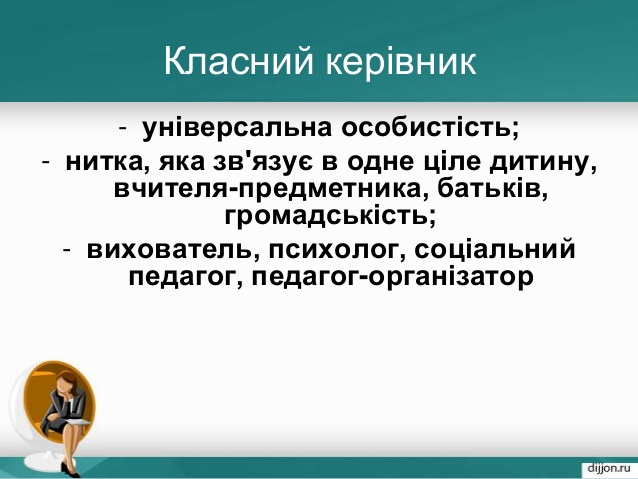 Класний керівник
- універсальна особистість;
- нитка, яка зв'язує в одне ціле дитину,
вчителя-предметника, батьків,
громадськість;
- вихователь, психолог, соціальний
педагог, педагог-організатор
dijjon.ru